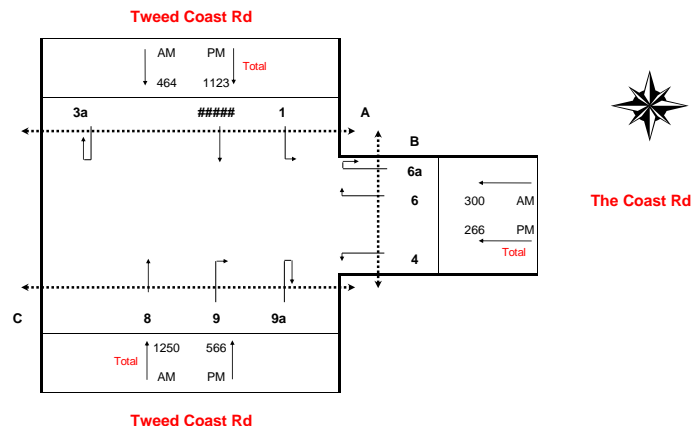 Tweed Coast Rd
AM PM
Total
464 1123
3a ##### 1 A
B
6a
6 300 AM
The Coast Rd
266 PM
Total
4
C 8 9 9a
1250 566
Total
AM PM
Tweed Coast Rd